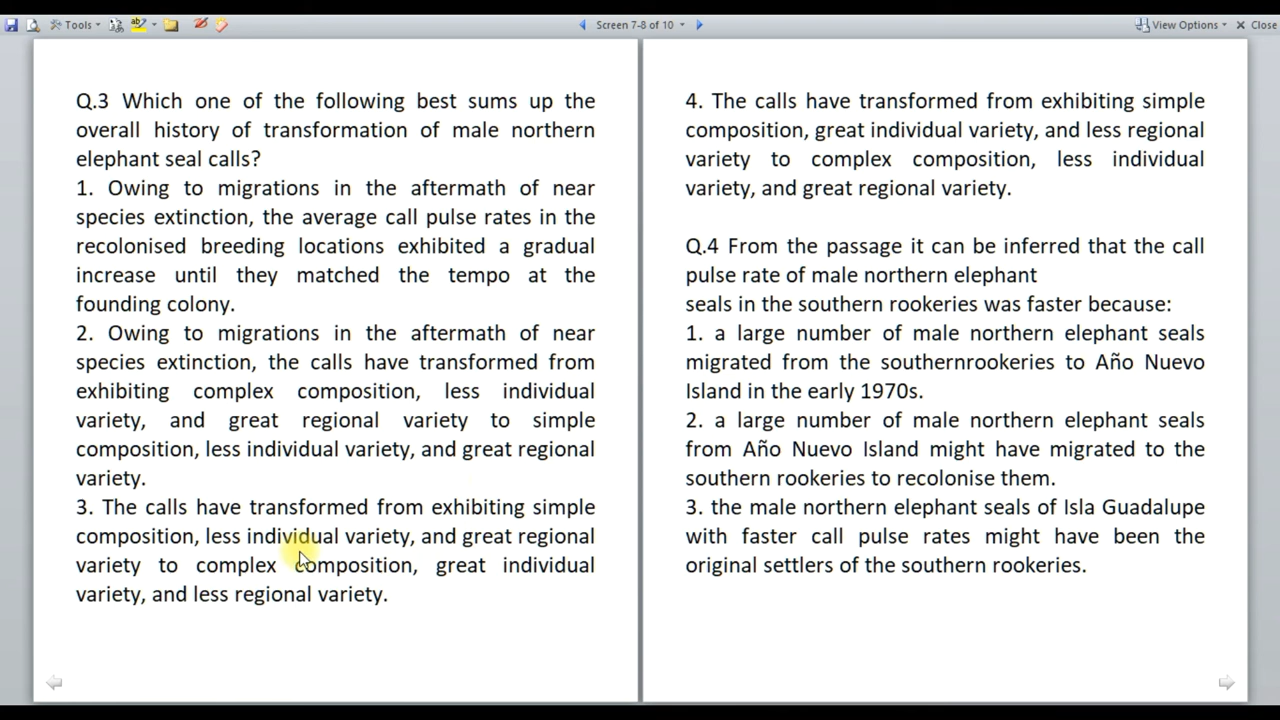 Tools
Screen 7-8 of 10
View Options
Close
Q.3 Which one of the following best sums up the
overall history of transformation of male northern
elephant seal calls?
1. Owing to migrations in the aftermath of near
species extinction, the average call pulse rates in the
recolonised breeding locations exhibited a gradual
increase until they matched the tempo at the
founding colony.
2. Owing to migrations in the aftermath of near
species extinction, the calls have transformed from
exhibiting complex composition, less individual
variety, and great regional variety to simple
composition, less individual variety, and great regional
variety.
3. The calls have transformed from exhibiting simple
composition, less individual variety, and great regional
variety to complex composition, great individual
variety, and less regional variety.
4. The calls have transformed from exhibiting simple
composition, great individual variety, and less regional
variety to complex composition, less individual
variety, and great regional variety.
Q.4 From the passage it can be inferred that the call
pulse rate of male northern elephant
seals in the southern rookeries was faster because:
1. a large number of male northern elephant seals
migrated from the southernrookeries to Año Nuevo
Island in the early 1970s.
2. a large number of male northern elephant seals
from Año Nuevo Island might have migrated to the
southern rookeries to recolonise them.
3. the male northern elephant seals of Isla Guadalupe
with faster call pulse rates might have been the
original settlers of the southern rookeries.